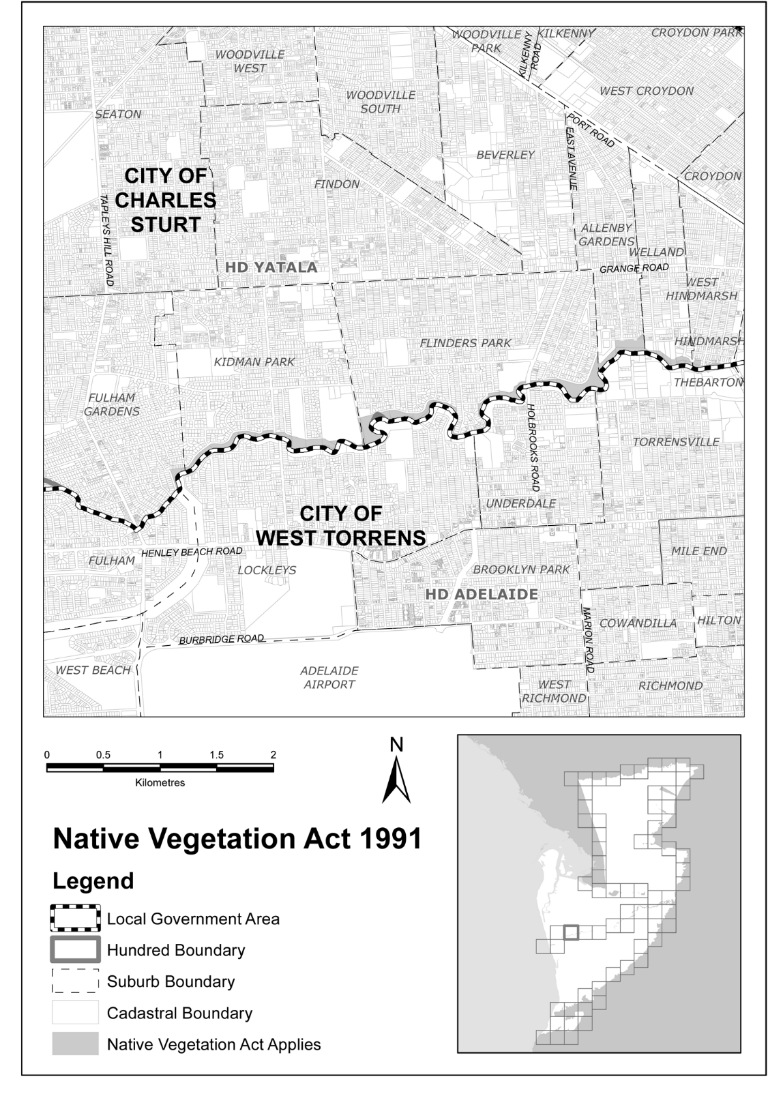 WOODVILLE
PARK
KILKENNY
CROYDON PARK
KILKENNY
ROAD
WOODVILLE
WEST
WOODVILLE
SOUTH
WEST CROYDON
SEATON
PORT ROAD
BEVERLEY
EAST AVENUE
CITY OF
CHARLES
STURT
FINDON
CROYDON
TAPLEYS HILL ROAD
ALLENBY
GARDENS
WELLAND
HD YATALA
GRANGE ROAD
WEST
HINDMARSH
FLINDERS PARK
HINDMARSH
KIDMAN PARK
THEBARTON
FULHAM
GARDENS
HOLBROOKS ROAD
TORRENSVILLE
CITY OF
WEST TORRENS
UNDERDALE
HENLEY BEACH ROAD
MILE END
FULHAM
LOCKLEYS
BROOKLYN PARK
HD ADELAIDE
MARION ROAD
COWANDILLA
HILTON
BURBRIDGE ROAD
WEST BEACH
ADELAIDE
AIRPORT
WEST
RICHMOND
RICHMOND
0 0.5 1 1.5 2
Kilometres
N
Native Vegetation Act 1991
Legend
Local Government Area
Hundred Boundary
Suburb Boundary
Cadastral Boundary
Native Vegetation Act Applies